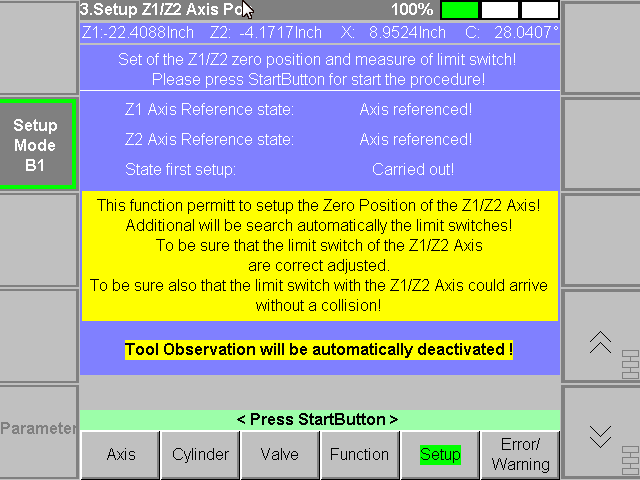 3.Setup Z1/Z2 Axis Po
100%
Z1:-22.4088Inch Z2: -4.1717Inch X: 8.9524Inch C: 28.0407°
Set of the Z1/Z2 zero position and measure of limit switch!
Please press StartButton for start the procedure!
Z1 Axis Reference state: Axis referenced!
Z2 Axis Reference state: Axis referenced!
State first setup: Carried out!
Setup
Mode
B1
This function permitt to setup the Zero Position of the Z1/Z2 Axis!
Additional will be search automatically the limit switches!
To be sure that the limit switch of the Z1/Z2 Axis
are correct adjusted.
To be sure also that the limit switch with the Z1/Z2 Axis could arrive
without a collision!
Tool Observation will be automatically deactivated !
Parameter
< Press StartButton >
Axis Cylinder Valve Function Setup Error/
Warning